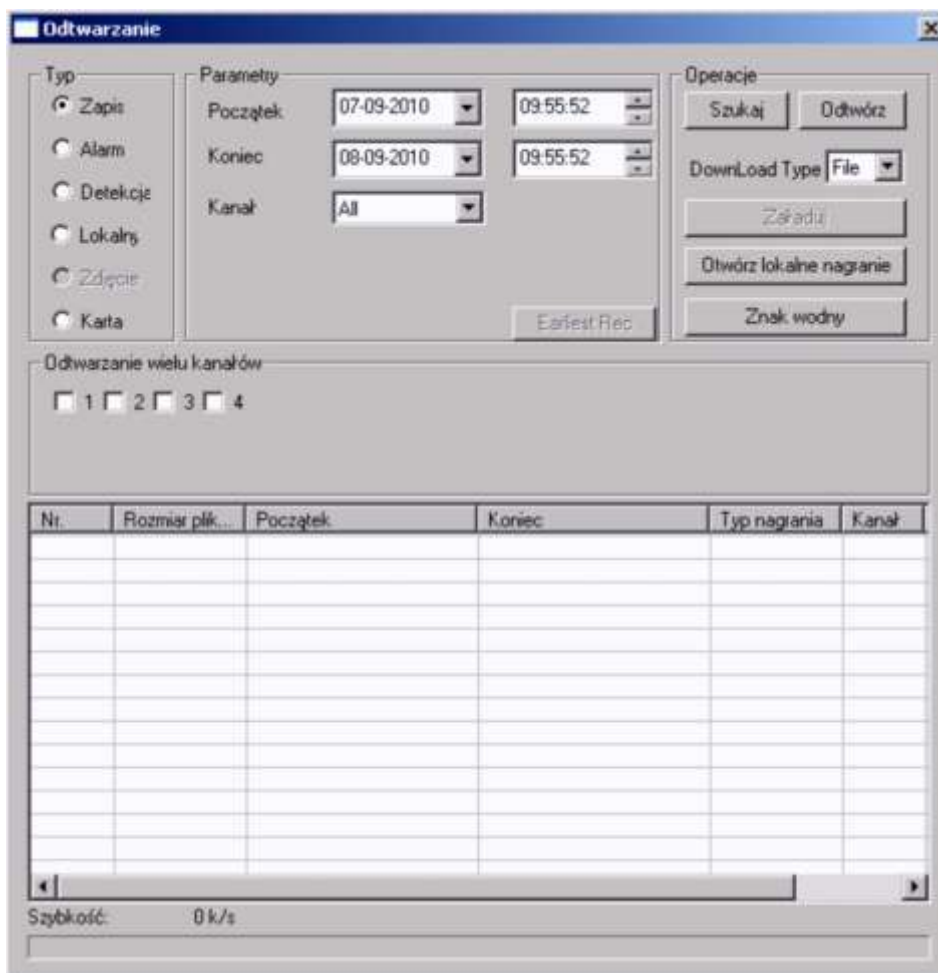 Odtwarzanie
Typ
Zapis
Alarm
Detekcje
Lokalny
Zdjęcie
Karta
Parametry
Początek 07-09-2010 09:55:52
Koniec 08-09-2010 09:55:52
Kanał All
Earliest Rec
Operacje
Szukaj Odtwórz
DownLoad Type File
Załadu
Otwórz lokalne nagranie
Znak wodny
Odtwarzanie wielu kanałów
1 2 3 4
Nr. Rozmiar plik... Początek Koniec Typ nagrania Kanał
Szybkość: 0 k/s